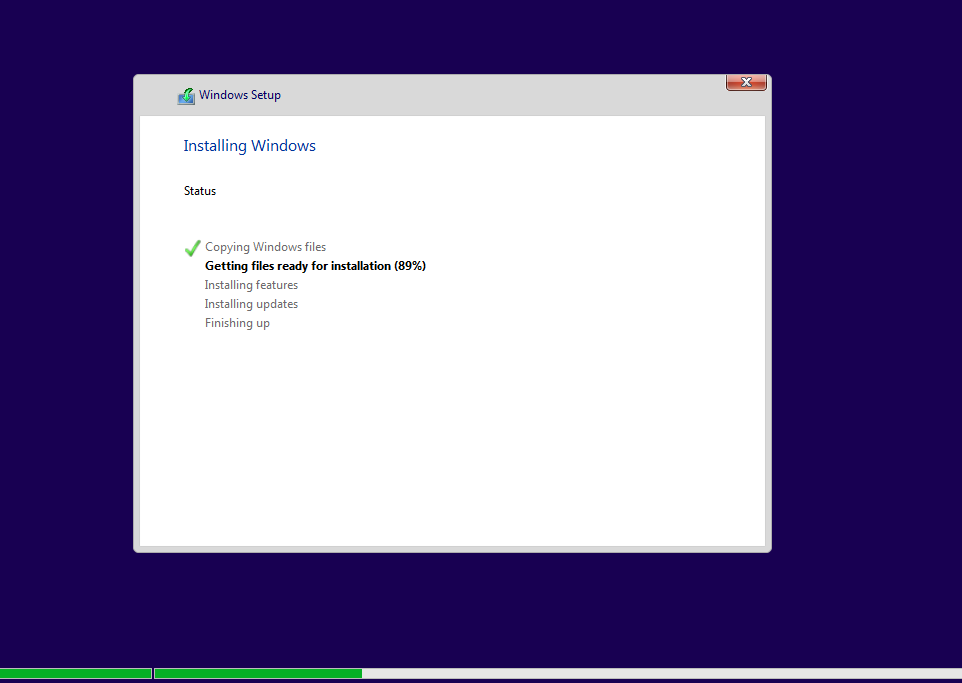 Windows Setup
Installing Windows
Status
Copying Windows files
Getting files ready for installation (89%)
Installing features
Installing updates
Finishing up